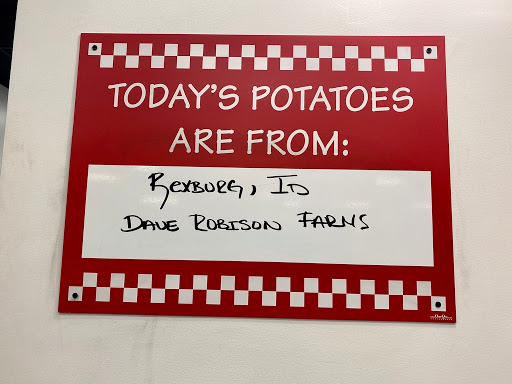 TODAY'S POTATOES
ARE FROM:
REXBURG, ID
DAVE ROBISON FARMS